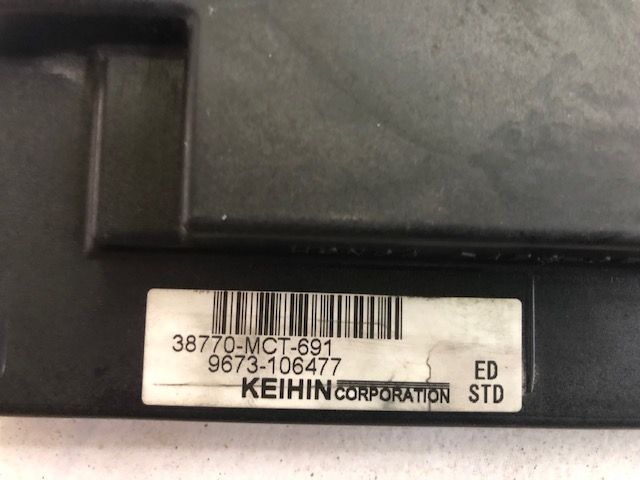 38770-MCT-691
9673-106477
ED
KEIHIN CORPORATION
STD